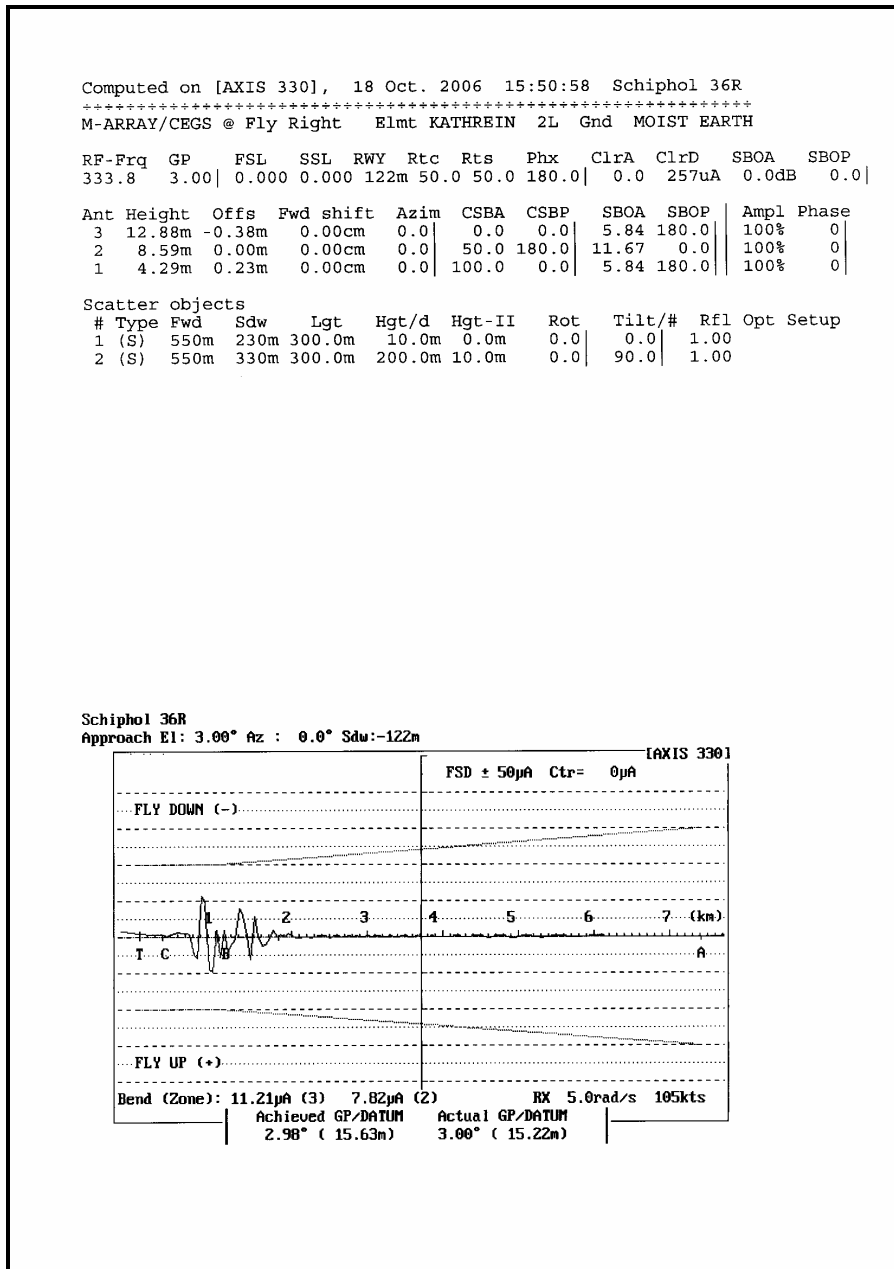 Computed on [AXIS 330], 18 Oct. 2006 15:50:58 Schiphol 36R
÷÷÷÷÷÷÷÷÷÷÷÷÷÷÷÷÷÷÷÷÷÷÷÷÷÷÷÷÷÷÷÷÷÷÷÷÷÷÷÷÷÷÷÷÷÷÷÷÷÷÷÷÷÷÷÷÷÷÷÷÷÷
M-ARRAY/CEGS @ Fly Right Elmt KATHREIN 2L Gnd MOIST EARTH
RF-Frq GP FSL SSL RWY Rtc Rts Phx ClrA ClrD SBOA SBOP
333.8 3.00| 0.000 0.000 122m 50.0 50.0 180.0| 0.0 257uA 0.0dB 0.0|
Ant Height Offs Fwd shift Azim CSBA CSBP SBOA SBOP | Ampl Phase
3 12.88m -0.38m 0.00cm 0.0| 0.0 0.0| 5.84 180.0|| 100% 0|
2 8.59m 0.00m 0.00cm 0.0| 50.0 180.0| 11.67 0.0|| 100% 0|
1 4.29m 0.23m 0.00cm 0.0| 100.0 0.0| 5.84 180.0|| 100% 0|
Scatter objects
# Type Fwd Sdw Lgt Hgt/d Hgt-II Rot Tilt/# Rfl Opt Setup
1 (S) 550m 230m 300.0m 10.0m 0.0m 0.0| 0.0| 1.00
2 (S) 550m 330m 300.0m 200.0m 10.0m 0.0| 90.0| 1.00
Schiphol 36R
Approach El: 3.00° Az : 0.0° Sdw:-122m
[AXIS 330]
FSD ± 50µA Ctr= 0µA
FLY DOWN (-)
1 2 3 4 5 6 7 (km)
T C B A
FLY UP (+)
Bend (Zone): 11.21µA (3) 7.82µA (2) RX 5.0rad/s 105kts
Achieved GP/DATUM Actual GP/DATUM
2.98° ( 15.63m) 3.00° ( 15.22m)